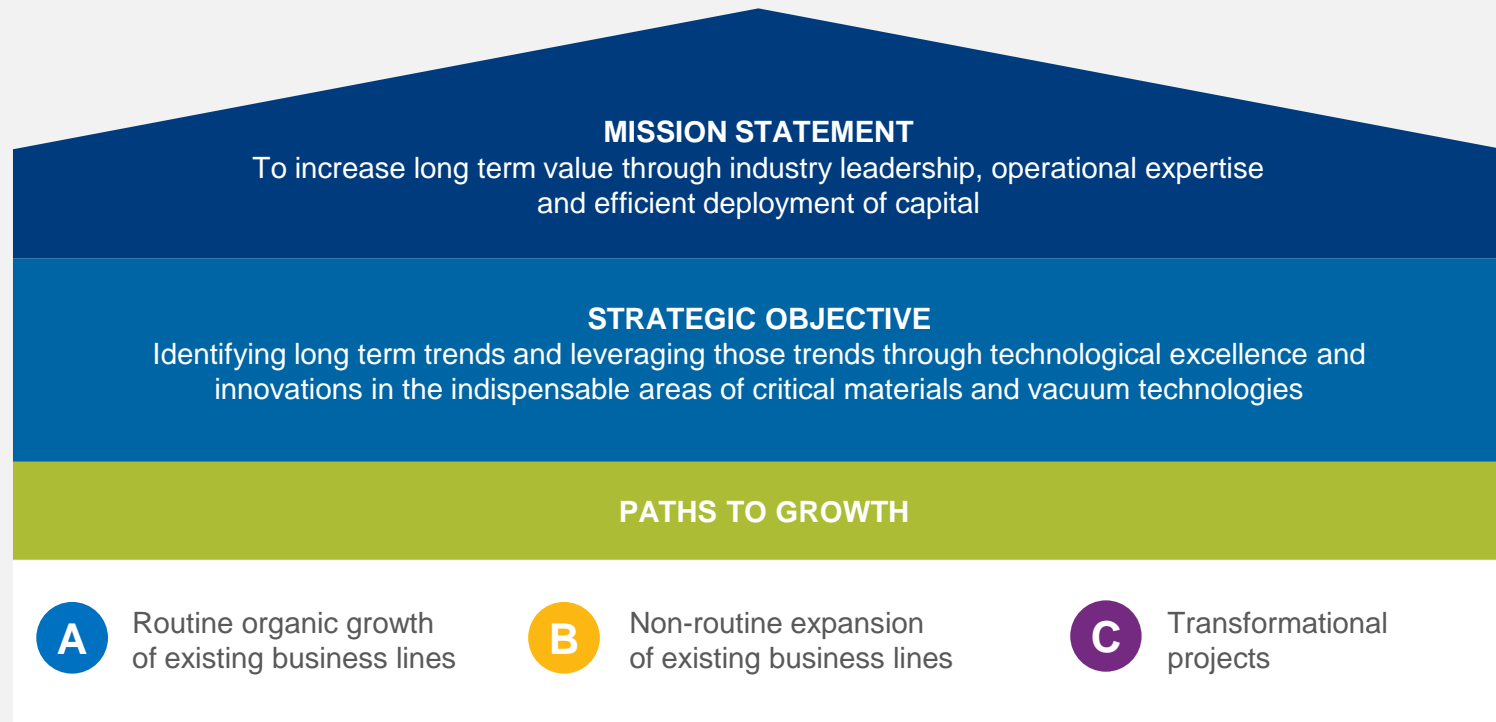 MISSION STATEMENT
To increase long term value through industry leadership, operational expertise
and efficient deployment of capital
STRATEGIC OBJECTIVE
Identifying long term trends and leveraging those trends through technological excellence and
innovations in the indispensable areas of critical materials and vacuum technologies
PATHS TO GROWTH
A
Routine organic growth
of existing business lines
B
Non-routine expansion
of existing business lines
C
Transformational
projects